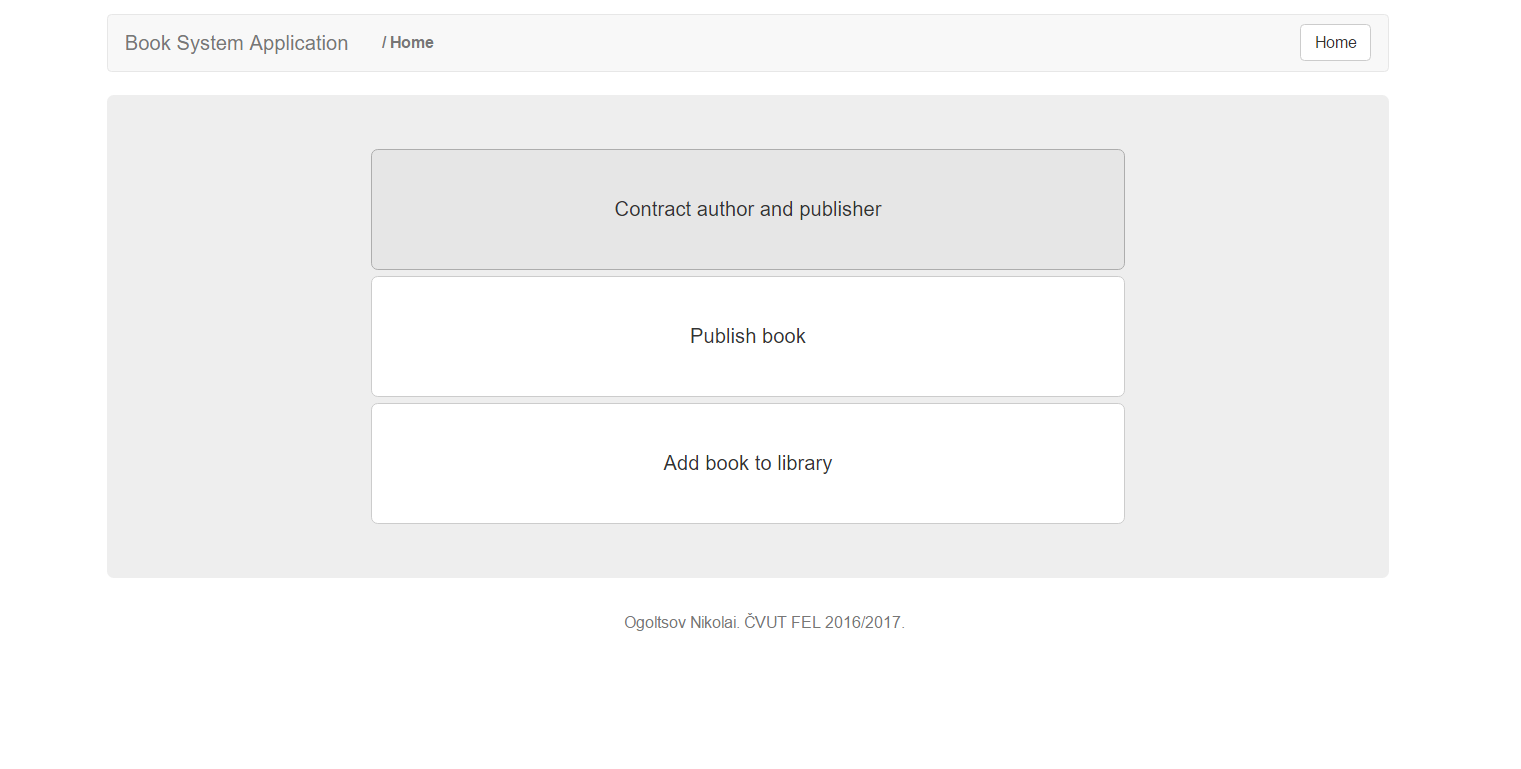 Book System Application / Home Home
Contract author and publisher
Publish book
Add book to library
Ogoltsov Nikolai. ČVUT FEL 2016/2017.